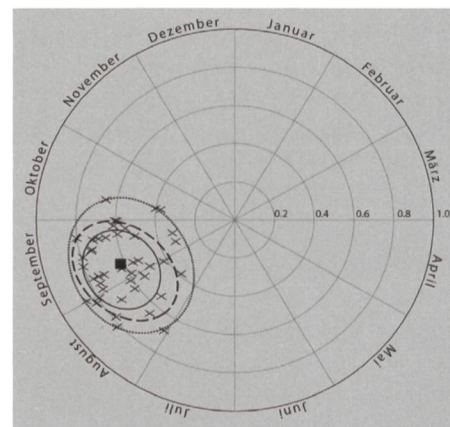 Januar
Februar
März
April
Mai
Juni
Juli
August
September
Oktober
November
Dezember
0.2
0.4
0.6
0.8
1.0